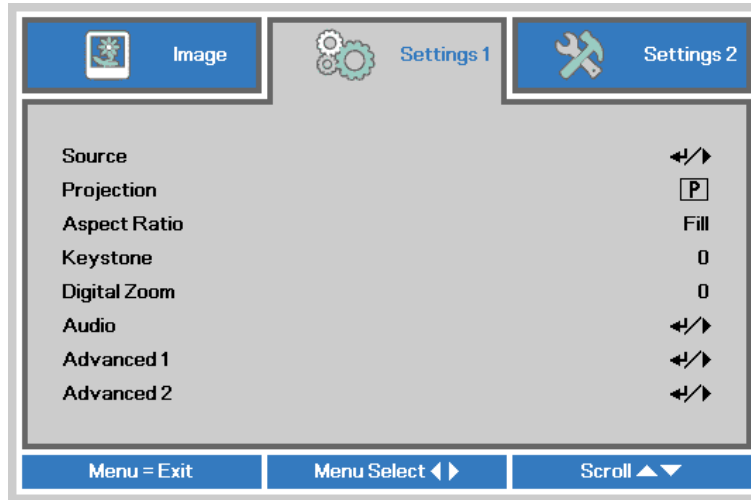 Image
Settings 1
Settings 2
Source
Projection P
Aspect Ratio Fill
Keystone 0
Digital Zoom 0
Audio
Advanced 1
Advanced 2
Menu = Exit
Menu Select
Scroll